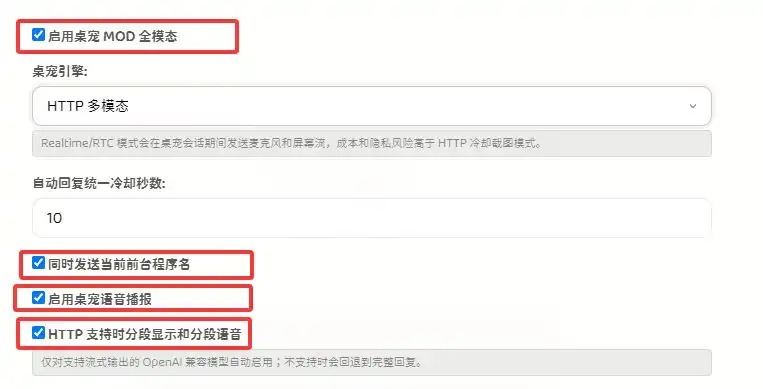 启用桌宠 MOD 全模态
桌宠引擎:
HTTP 多模态
Realtime/RTC 模式会在桌宠会话期间发送麦克风和屏幕流，成本和隐私风险高于 HTTP 冷却截图模式。
自动回复统一冷却秒数:
10
同时发送当前前台程序名
启用桌宠语音播报
HTTP 支持时分段显示和分段语音
仅对支持流式输出的 OpenAI 兼容模型自动启用；不支持时会回退到完整回复。